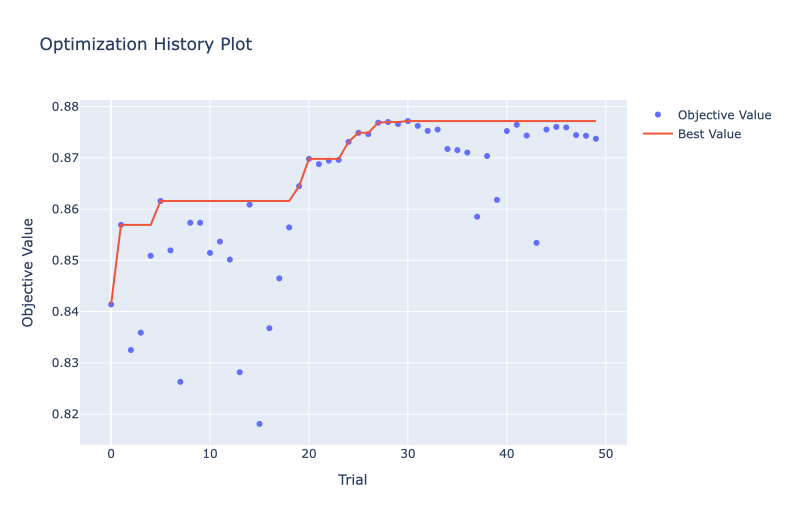 Optimization History Plot
Objective Value
Best Value
0.88
0.87
0.86
0.85
0.84
0.83
0.82
Objective Value
0
10
20
30
40
50
Trial